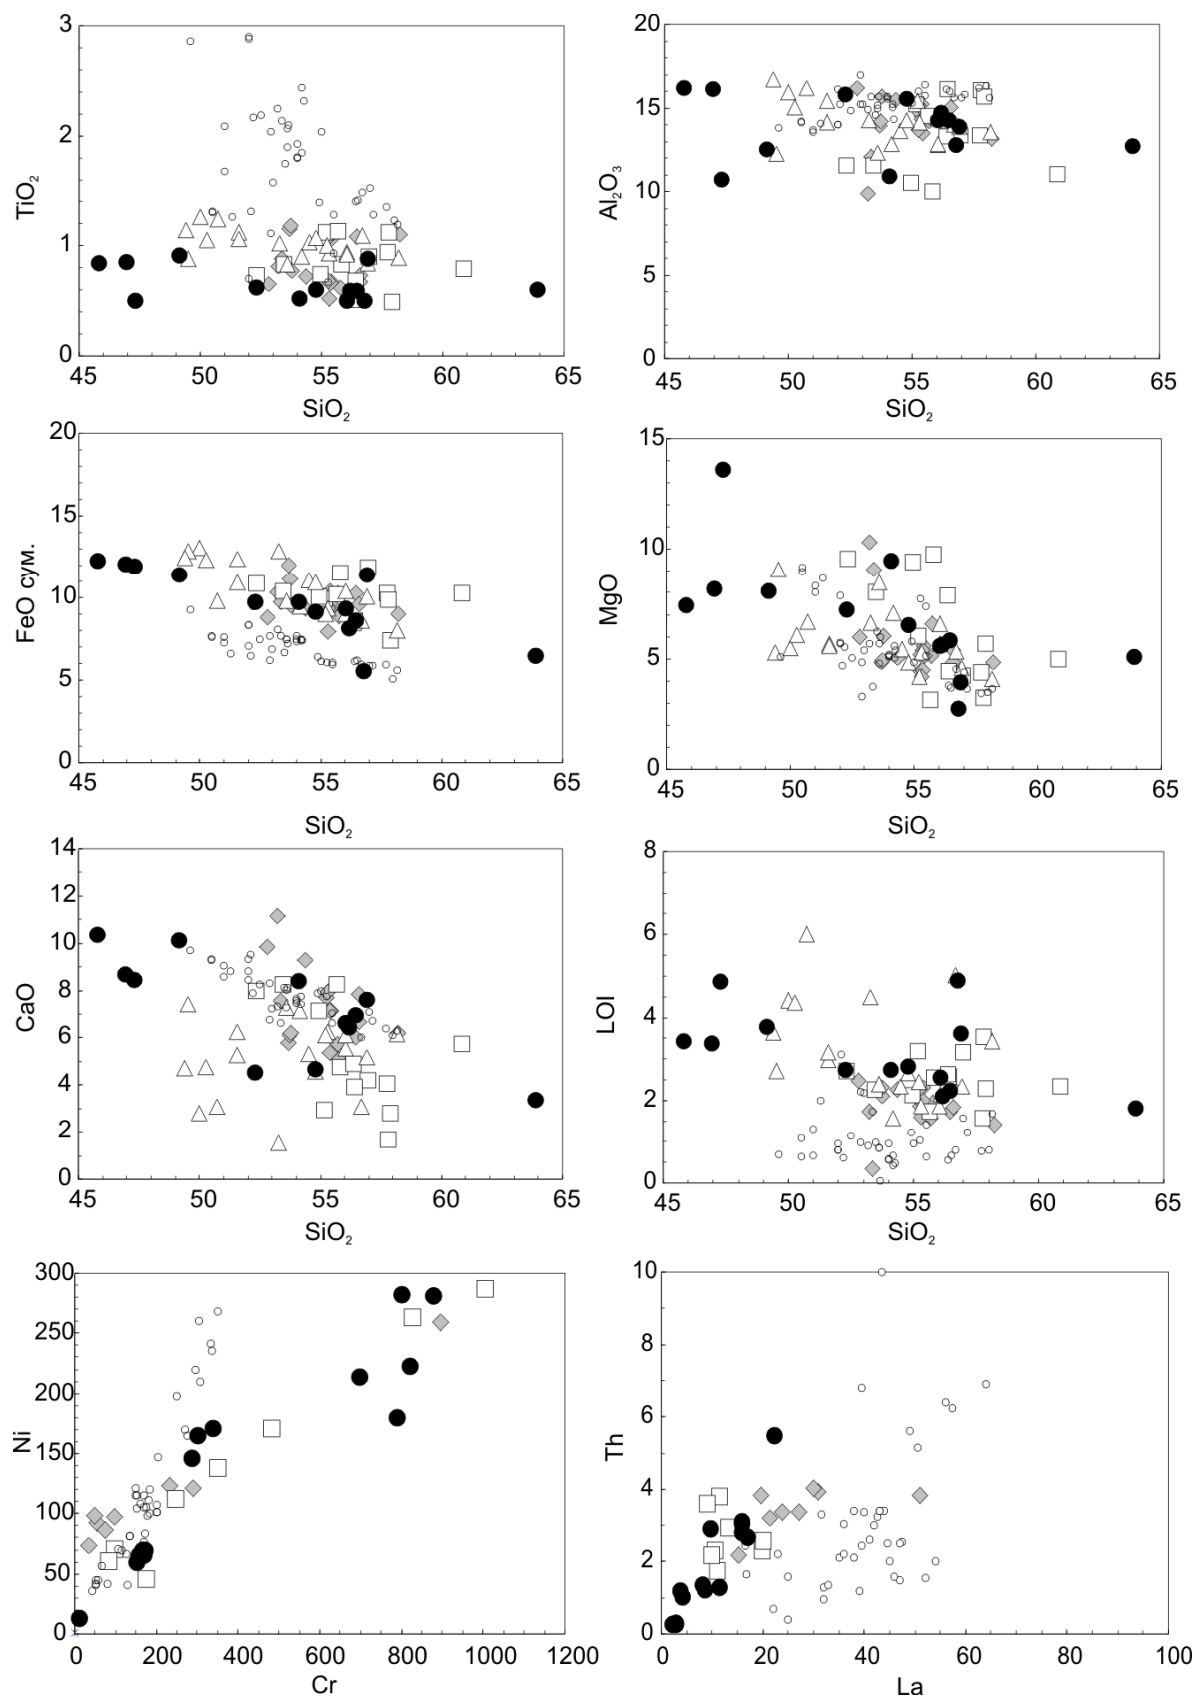 3
2
1
0
TiO₂
45 50 55 60 65
SiO₂
20
15
10
5
0
Al₂O₃
45 50 55 60 65
SiO₂
20
15
10
5
0
FeO сум.
45 50 55 60 65
SiO₂
15
10
5
0
MgO
45 50 55 60 65
SiO₂
14
12
10
8
6
4
2
0
CaO
45 50 55 60 65
SiO₂
8
6
4
2
0
LOI
45 50 55 60 65
SiO₂
300
250
200
150
100
50
0
Ni
0 200 400 600 800 1000 1200
Cr
10
8
6
4
2
0
Th
0 20 40 60 80 100
La